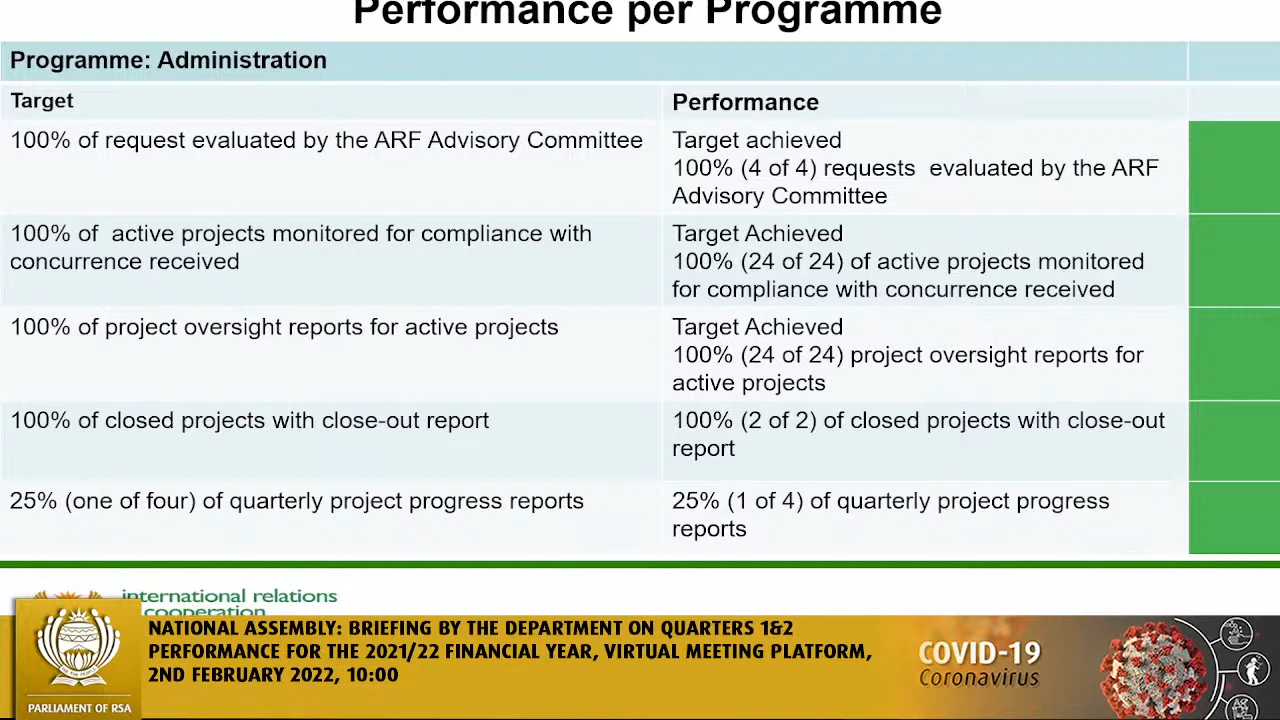 Performance per Programme
Programme: Administration
Target
Performance
100% of request evaluated by the ARF Advisory Committee
Target achieved
100% (4 of 4) requests evaluated by the ARF
Advisory Committee
100% of active projects monitored for compliance with
concurrence received
Target Achieved
100% (24 of 24) of active projects monitored
for compliance with concurrence received
100% of project oversight reports for active projects
Target Achieved
100% (24 of 24) project oversight reports for
active projects
100% of closed projects with close-out report
100% (2 of 2) of closed projects with close-out
report
25% (one of four) of quarterly project progress reports
25% (1 of 4) of quarterly project progress
reports
international relations
cooperation
NATIONAL ASSEMBLY: BRIEFING BY THE DEPARTMENT ON QUARTERS 1&2
PERFORMANCE FOR THE 2021/22 FINANCIAL YEAR, VIRTUAL MEETING PLATFORM,
2ND FEBRUARY 2022, 10:00
PARLIAMENT OF RSA
COVID-19
Coronavirus